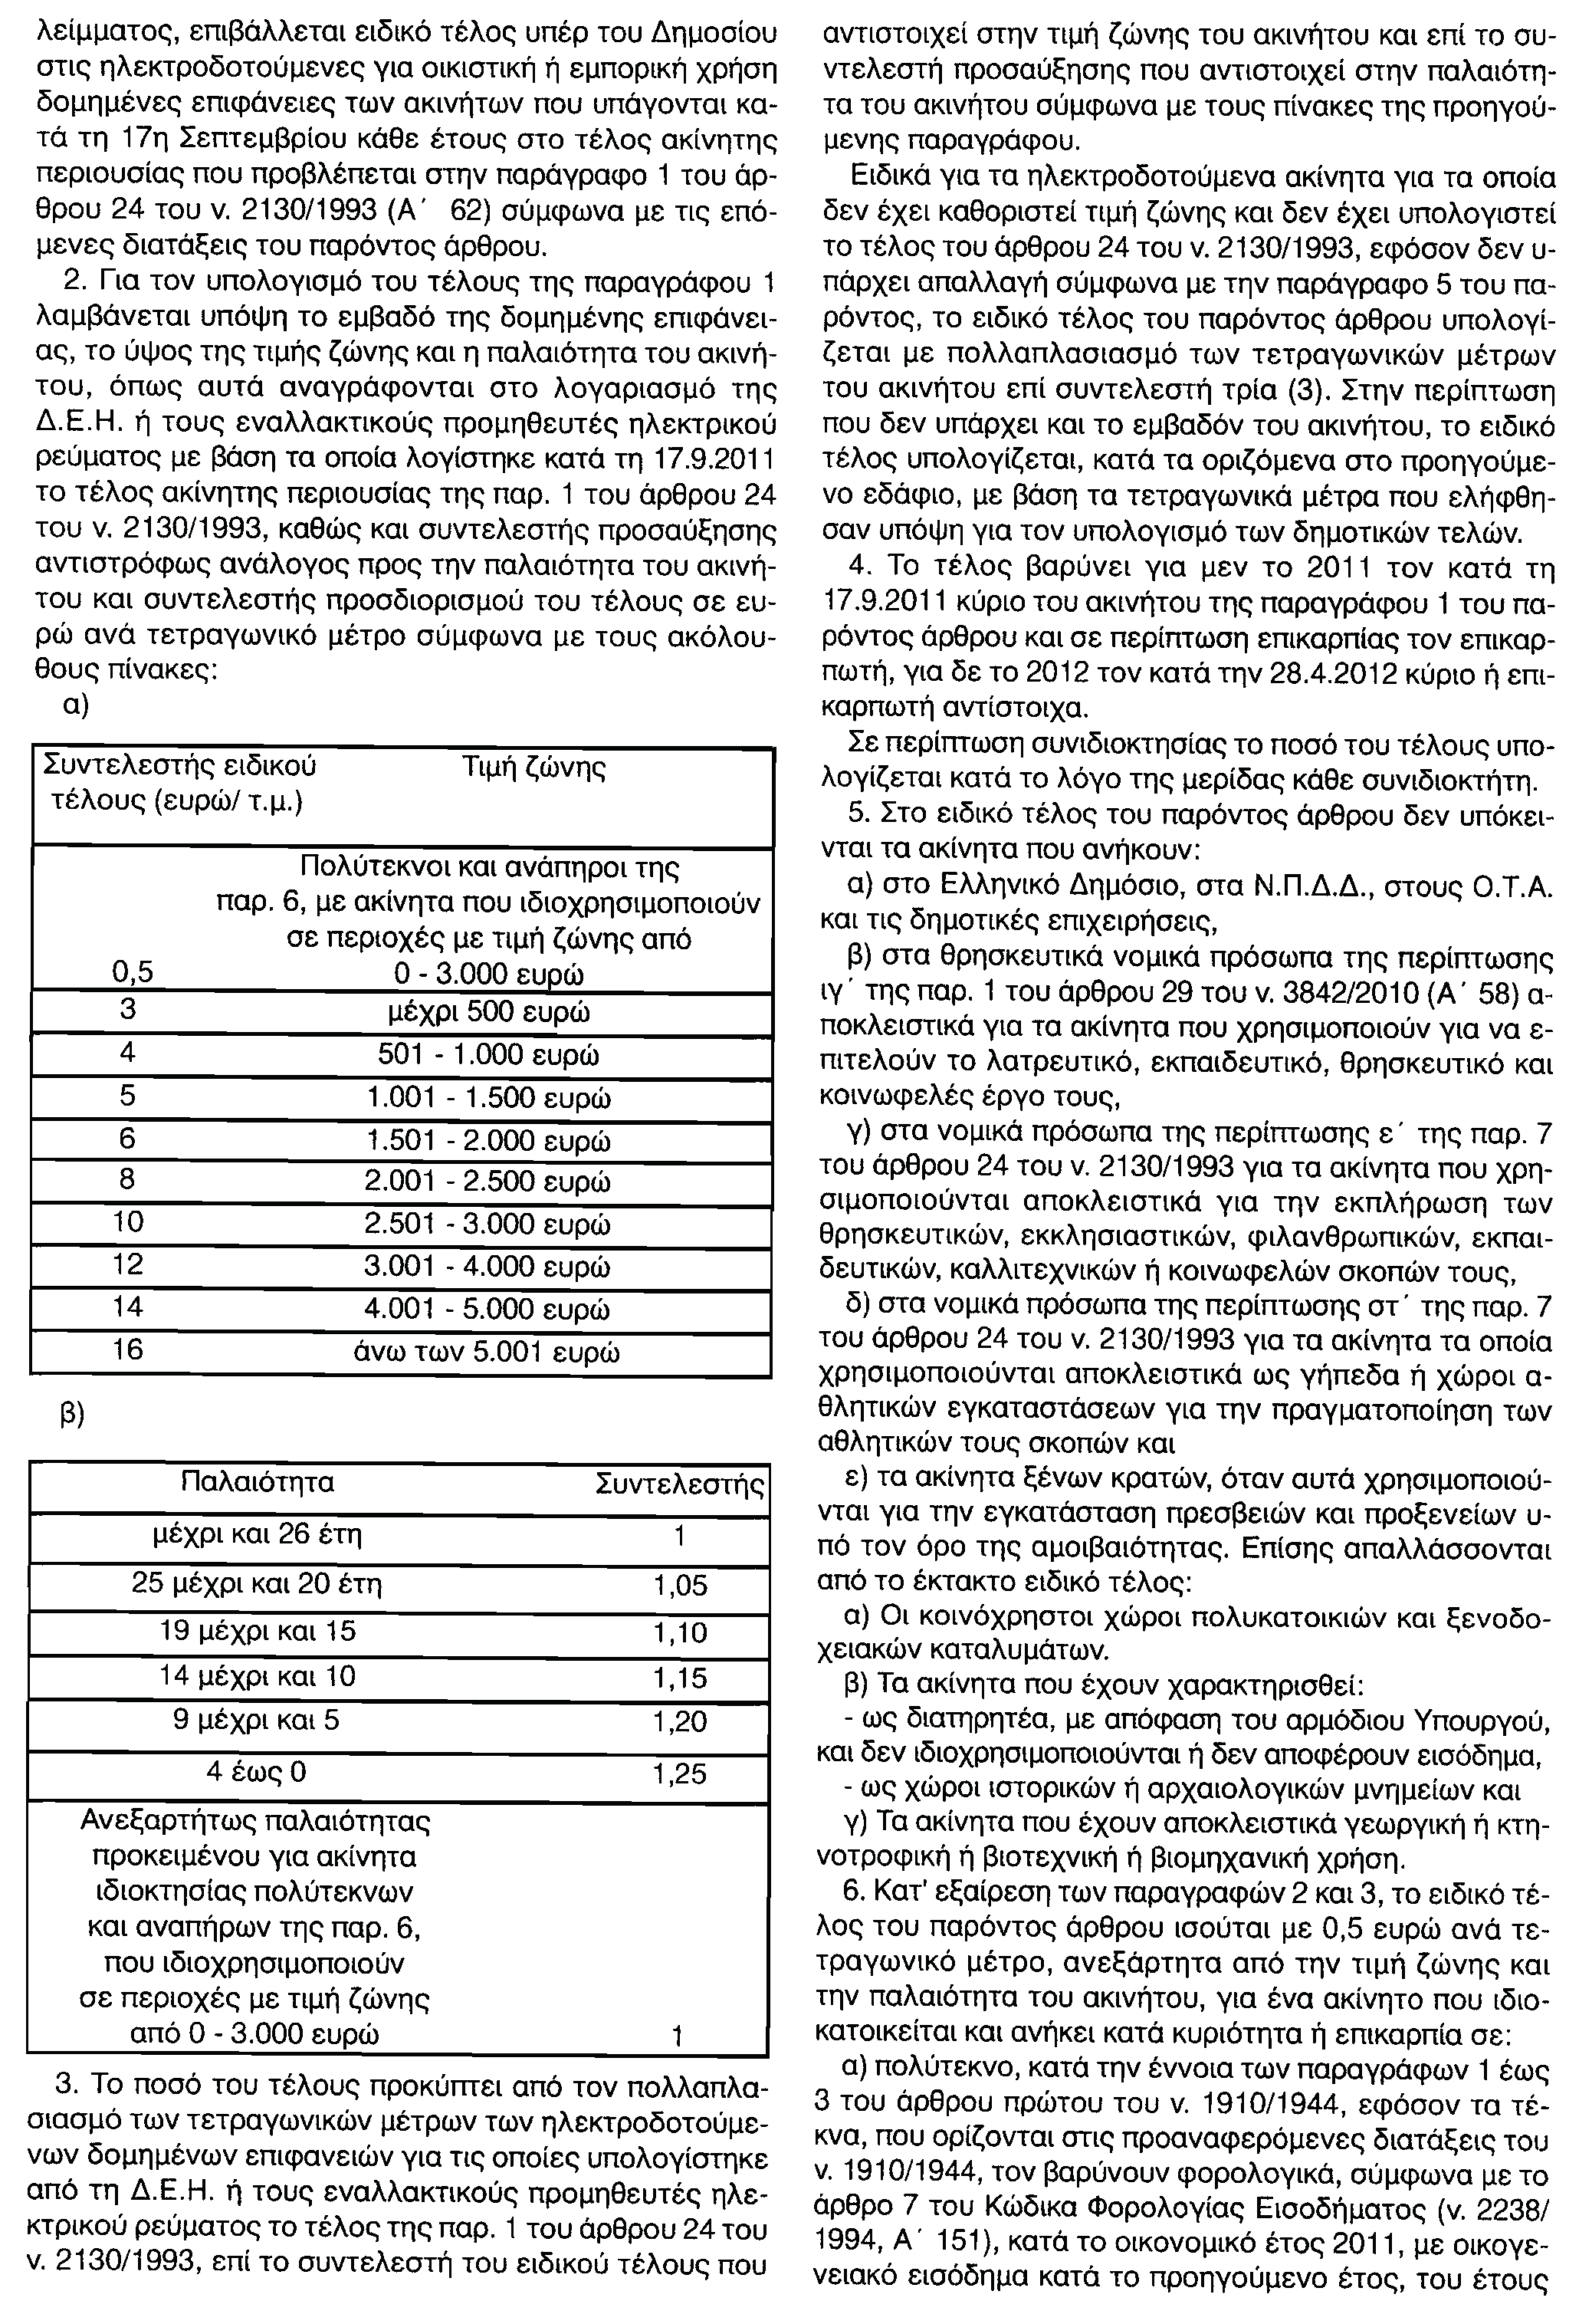 λείμματος, επιβάλλεται ειδικό τέλος υπέρ του Δημοσίου
στις ηλεκτροδοτούμενες για οικιστική ή εμπορική χρήση
δομημένες επιφάνειες των ακινήτων που υπάγονται κα-
τά τη 17η Σεπτεμβρίου κάθε έτους στο τέλος ακίνητης
περιουσίας που προβλέπεται στην παράγραφο 1 του άρ-
θρου 24 του ν. 2130/1993 (Α΄ 62) σύμφωνα με τις επό-
μενες διατάξεις του παρόντος άρθρου.
2. Για τον υπολογισμό του τέλους της παραγράφου 1
λαμβάνεται υπόψη το εμβαδό της δομημένης επιφάνει-
ας, το ύψος της τιμής ζώνης και η παλαιότητα του ακινή-
του, όπως αυτά αναγράφονται στο λογαριασμό της
Δ.Ε.Η. ή τους εναλλακτικούς προμηθευτές ηλεκτρικού
ρεύματος με βάση τα οποία λογίστηκε κατά τη 17.9.2011
το τέλος ακίνητης περιουσίας της παρ. 1 του άρθρου 24
του ν. 2130/1993, καθώς και συντελεστής προσαύξησης
αντιστρόφως ανάλογος προς την παλαιότητα του ακινή-
του και συντελεστής προσδιορισμού του τέλους σε ευ-
ρώ ανά τετραγωνικό μέτρο σύμφωνα με τους ακόλου-
θους πίνακες:
α)
Συντελεστής ειδικού Τιμή ζώνης
τέλους (ευρώ/ τ.μ.)
Πολύτεκνοι και ανάπηροι της
παρ. 6, με ακίνητα που ιδιοχρησιμοποιούν
σε περιοχές με τιμή ζώνης από
0,5 0 - 3.000 ευρώ
3 μέχρι 500 ευρώ
4 501 - 1.000 ευρώ
5 1.001 - 1.500 ευρώ
6 1.501 - 2.000 ευρώ
8 2.001 - 2.500 ευρώ
10 2.501 - 3.000 ευρώ
12 3.001 - 4.000 ευρώ
14 4.001 - 5.000 ευρώ
16 άνω των 5.001 ευρώ
β)
Παλαιότητα Συντελεστής
μέχρι και 26 έτη 1
25 μέχρι και 20 έτη 1,05
19 μέχρι και 15 1,10
14 μέχρι και 10 1,15
9 μέχρι και 5 1,20
4 έως 0 1,25
Ανεξαρτήτως παλαιότητας
προκειμένου για ακίνητα
ιδιοκτησίας πολύτεκνων
και αναπήρων της παρ. 6,
που ιδιοχρησιμοποιούν
σε περιοχές με τιμή ζώνης
από 0 - 3.000 ευρώ 1
3. Το ποσό του τέλους προκύπτει από τον πολλαπλα-
σιασμό των τετραγωνικών μέτρων των ηλεκτροδοτούμε-
νων δομημένων επιφανειών για τις οποίες υπολογίστηκε
από τη Δ.Ε.Η. ή τους εναλλακτικούς προμηθευτές ηλε-
κτρικού ρεύματος το τέλος της παρ. 1 του άρθρου 24 του
ν. 2130/1993, επί το συντελεστή του ειδικού τέλους που
αντιστοιχεί στην τιμή ζώνης του ακινήτου και επί το συ-
ντελεστή προσαύξησης που αντιστοιχεί στην παλαιότη-
τα του ακινήτου σύμφωνα με τους πίνακες της προηγού-
μενης παραγράφου.
Ειδικά για τα ηλεκτροδοτούμενα ακίνητα για τα οποία
δεν έχει καθοριστεί τιμή ζώνης και δεν έχει υπολογιστεί
το τέλος του άρθρου 24 του ν. 2130/1993, εφόσον δεν υ-
πάρχει απαλλαγή σύμφωνα με την παράγραφο 5 του πα-
ρόντος, το ειδικό τέλος του παρόντος άρθρου υπολογί-
ζεται με πολλαπλασιασμό των τετραγωνικών μέτρων
του ακινήτου επί συντελεστή τρία (3). Στην περίπτωση
που δεν υπάρχει και το εμβαδόν του ακινήτου, το ειδικό
τέλος υπολογίζεται, κατά τα οριζόμενα στο προηγούμε-
νο εδάφιο, με βάση τα τετραγωνικά μέτρα που ελήφθη-
σαν υπόψη για τον υπολογισμό των δημοτικών τελών.
4. Το τέλος βαρύνει για μεν το 2011 τον κατά τη
17.9.2011 κύριο του ακινήτου της παραγράφου 1 του πα-
ρόντος άρθρου και σε περίπτωση επικαρπίας τον επικαρ-
πωτή, για δε το 2012 τον κατά την 28.4.2012 κύριο ή επι-
καρπωτή αντίστοιχα.
Σε περίπτωση συνιδιοκτησίας το ποσό του τέλους υπο-
λογίζεται κατά το λόγο της μερίδας κάθε συνιδιοκτήτη.
5. Στο ειδικό τέλος του παρόντος άρθρου δεν υπόκει-
νται τα ακίνητα που ανήκουν:
α) στο Ελληνικό Δημόσιο, στα Ν.Π.Δ.Δ., στους Ο.Τ.Α.
και τις δημοτικές επιχειρήσεις,
β) στα θρησκευτικά νομικά πρόσωπα της περίπτωσης
ιγ΄ της παρ. 1 του άρθρου 29 του ν. 3842/2010 (Α΄ 58) α-
ποκλειστικά για τα ακίνητα που χρησιμοποιούν για να ε-
πιτελούν το λατρευτικό, εκπαιδευτικό, θρησκευτικό και
κοινωφελές έργο τους,
γ) στα νομικά πρόσωπα της περίπτωσης ε΄ της παρ. 7
του άρθρου 24 του ν. 2130/1993 για τα ακίνητα που χρη-
σιμοποιούνται αποκλειστικά για την εκπλήρωση των
θρησκευτικών, εκκλησιαστικών, φιλανθρωπικών, εκπαι-
δευτικών, καλλιτεχνικών ή κοινωφελών σκοπών τους,
δ) στα νομικά πρόσωπα της περίπτωσης στ΄ της παρ. 7
του άρθρου 24 του ν. 2130/1993 για τα ακίνητα τα οποία
χρησιμοποιούνται αποκλειστικά ως γήπεδα ή χώροι α-
θλητικών εγκαταστάσεων για την πραγματοποίηση των
αθλητικών τους σκοπών και
ε) τα ακίνητα ξένων κρατών, όταν αυτά χρησιμοποιού-
νται για την εγκατάσταση πρεσβειών και προξενείων υ-
πό τον όρο της αμοιβαιότητας. Επίσης απαλλάσσονται
από το έκτακτο ειδικό τέλος:
α) Οι κοινόχρηστοι χώροι πολυκατοικιών και ξενοδο-
χειακών καταλυμάτων.
β) Τα ακίνητα που έχουν χαρακτηρισθεί:
- ως διατηρητέα, με απόφαση του αρμόδιου Υπουργού,
και δεν ιδιοχρησιμοποιούνται ή δεν αποφέρουν εισόδημα,
- ως χώροι ιστορικών ή αρχαιολογικών μνημείων και
γ) Τα ακίνητα που έχουν αποκλειστικά γεωργική ή κτη-
νοτροφική ή βιοτεχνική ή βιομηχανική χρήση.
6. Κατ' εξαίρεση των παραγραφών 2 και 3, το ειδικό τέ-
λος του παρόντος άρθρου ισούται με 0,5 ευρώ ανά τε-
τραγωνικό μέτρο, ανεξάρτητα από την τιμή ζώνης και
την παλαιότητα του ακινήτου, για ένα ακίνητο που ιδιο-
κατοικείται και ανήκει κατά κυριότητα ή επικαρπία σε:
α) πολύτεκνο, κατά την έννοια των παραγράφων 1 έως
3 του άρθρου πρώτου του ν. 1910/1944, εφόσον τα τέ-
κνα, που ορίζονται στις προαναφερόμενες διατάξεις του
ν. 1910/1944, τον βαρύνουν φορολογικά, σύμφωνα με το
άρθρο 7 του Κώδικα Φορολογίας Εισοδήματος (ν. 2238/
1994, Α΄ 151), κατά το οικονομικό έτος 2011, με οικογε-
νειακό εισόδημα κατά το προηγούμενο έτος, του έτους